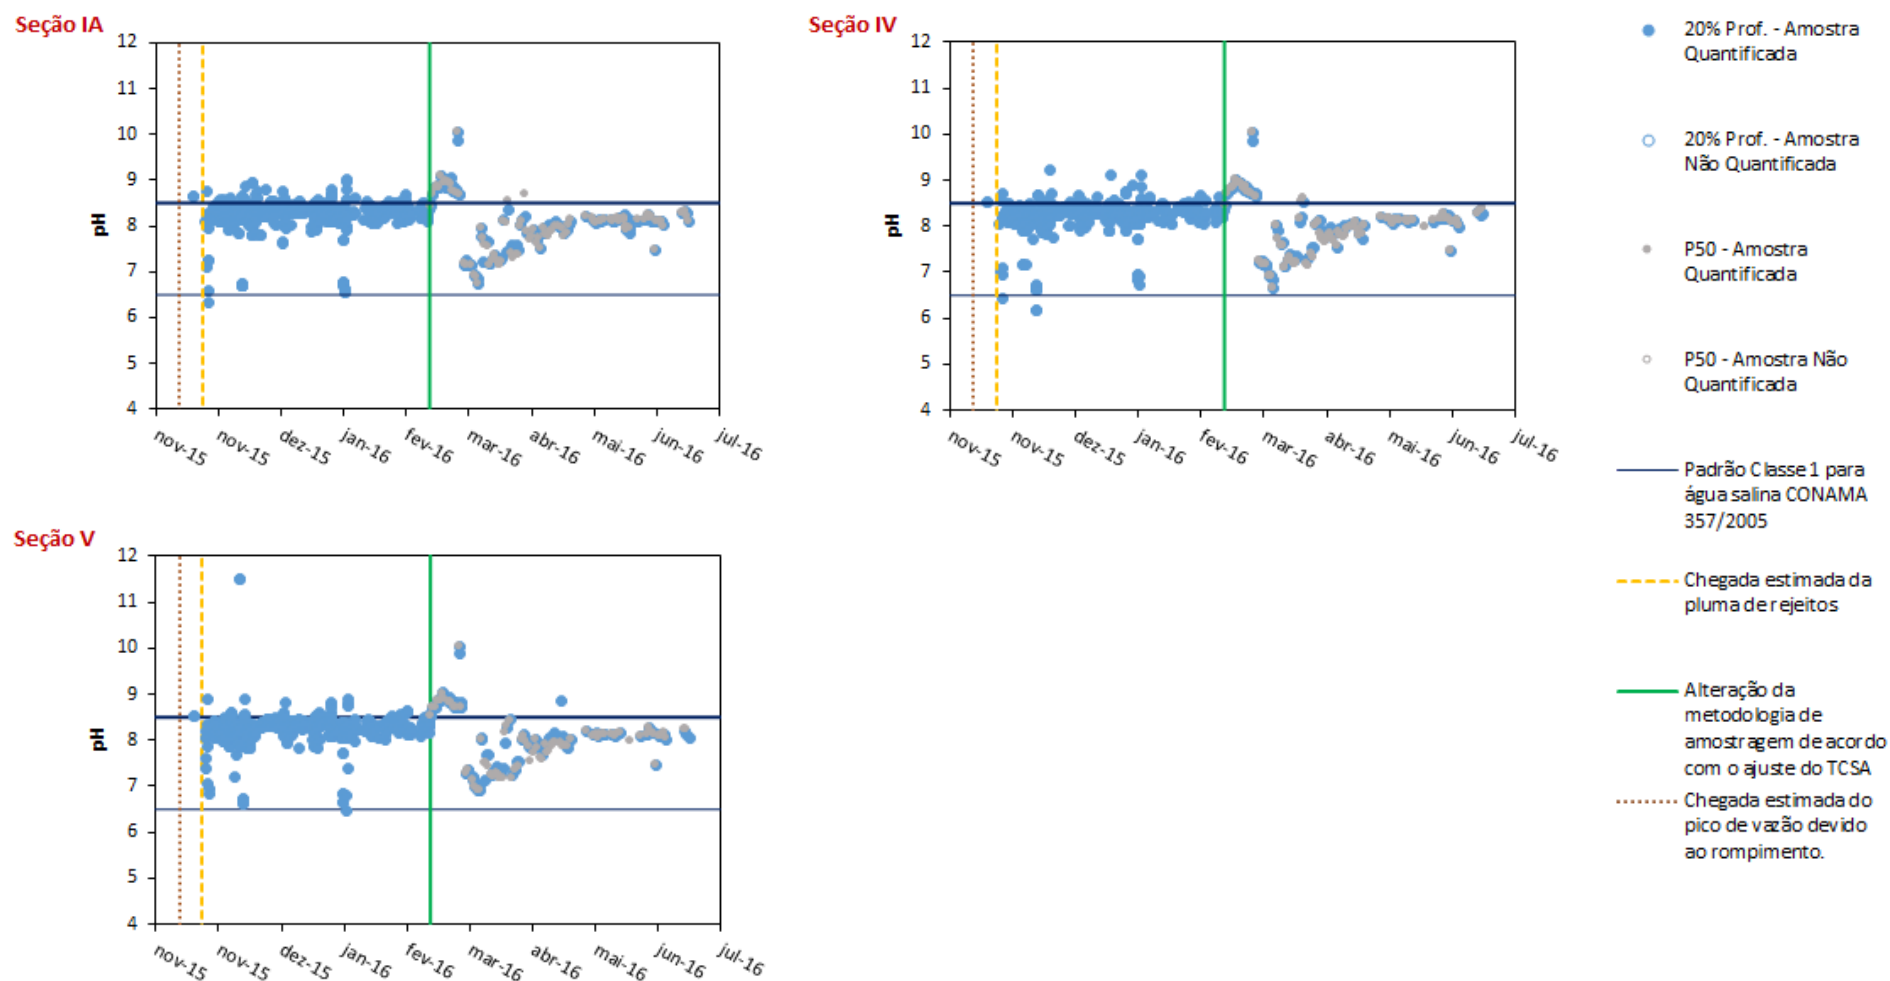 Seção IA
12
11
10
9
8
7
6
5
4
pH
nov-15
nov-15
dez-15
jan-16
fev-16
mar-16
abr-16
mai-16
jun-16
jul-16
Seção IV
12
11
10
9
8
7
6
5
4
pH
nov-15
nov-15
dez-15
jan-16
fev-16
mar-16
abr-16
mai-16
jun-16
jul-16
Seção V
12
11
10
9
8
7
6
5
4
pH
nov-15
nov-15
dez-15
jan-16
fev-16
mar-16
abr-16
mai-16
jun-16
jul-16
20% Prof. - Amostra
Quantificada
20% Prof. - Amostra
Não Quantificada
P50 - Amostra
Quantificada
P50 - Amostra Não
Quantificada
Padrão Classe 1 para
água salina CONAMA
357/2005
Chegada estimada da
pluma de rejeitos
Alteração da
metodologia de
amostragem de acordo
com o ajuste do TCSA
Chegada estimada do
pico de vazão devido
ao rompimento.